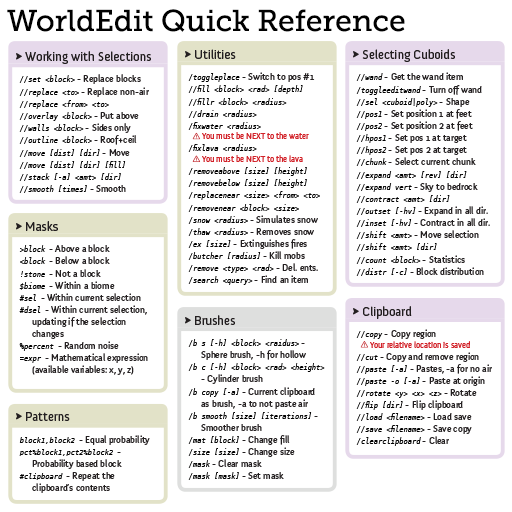 WorldEdit Quick Reference
Working with Selections
//set <block> - Replace blocks
//replace <to> - Replace non-air
//replace <from> <to>
//overlay <block> - Put above
//walls <block> - Sides only
//outline <block> - Roof+ceil
//move [dist] [dir] - Move
//move [dist] [dir] [fill]
//stack [-a] <amt> [dir]
//smooth [times] - Smooth
Masks
>block - Above a block
<block - Below a block
!stone - Not a block
$biome - Within a biome
#sel - Within current selection
#dsel - Within current selection,
updating if the selection
changes
%percent - Random noise
=expr - Mathematical expression
(available variables: x, y, z)
Patterns
block1,block2 - Equal probability
pct%block1,pct2%block2 -
Probability based block
#clipboard - Repeat the
clipboard's contents
Utilities
/toggleplace - Switch to pos #1
//fill <block> <rad> [depth]
//fillr <block> <radius>
//drain <radius>
/fixwater <radius>
⚠ You must be NEXT to the water
/fixlava <radius>
⚠ You must be NEXT to the lava
/removeabove [size] [height]
/removebelow [size] [height]
/replacenear <size> <from> <to>
/removenear <block> <size>
/snow <radius> - Simulates snow
/thaw <radius> - Removes snow
/ex [size] - Extinguishes fires
/butcher [radius] - Kill mobs
/remove <type> <rad> - Del. ents.
/search <query> - Find an item
Brushes
/b s [-h] <block> <raidus> -
Sphere brush, -h for hollow
/b c [-h] <block> <rad> <height>
- Cylinder brush
/b copy [-a] - Current clipboard
as brush, -a to not paste air
/b smooth [size] [iterations] -
Smoother brush
/mat [block] - Change fill
/size [size] - Change size
/mask - Clear mask
/mask [mask] - Set mask
Selecting Cuboids
//wand - Get the wand item
/toggleeditwand - Turn off wand
//sel <cuboid|poly> - Shape
//pos1 - Set position 1 at feet
//pos2 - Set position 2 at feet
//hpos1 - Set pos 1 at target
//hpos2 - Set pos 2 at target
//chunk - Select current chunk
//expand <amt> [rev] [dir]
//expand vert - Sky to bedrock
//contract <amt> [dir]
//outset [-hv] - Expand in all dir.
//inset [-hv] - Contract in all dir.
//shift <amt> - Move selection
//shift <amt> [dir]
//count <block> - Statistics
//distr [-c] - Block distribution
Clipboard
//copy - Copy region
⚠ Your relative location is saved
//cut - Copy and remove region
//paste [-a] - Pastes, -a for no air
//paste -o [-a] - Paste at origin
//rotate <y> <x> <z> - Rotate
//flip [dir] - Flip clipboard
//load <filename> - Load save
//save <filename> - Save copy
/clearclipboard - Clear